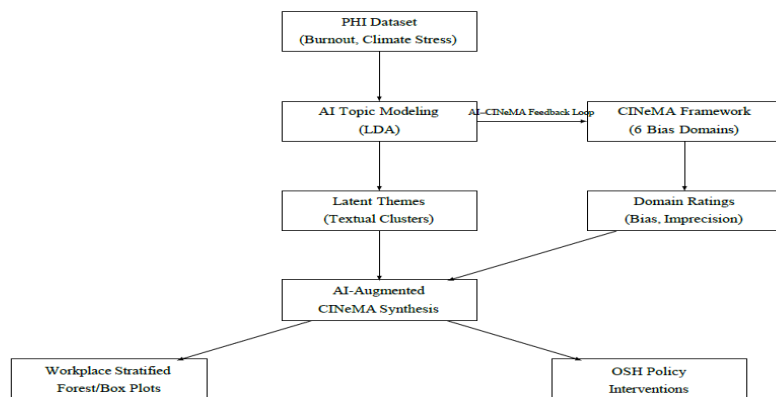 PHI Dataset
(Burnout, Climate Stress)
AI Topic Modeling
(LDA)
AI–CINeMA Feedback Loop
CINeMA Framework
(6 Bias Domains)
Latent Themes
(Textual Clusters)
Domain Ratings
(Bias, Imprecision)
AI-Augmented
CINeMA Synthesis
Workplace Stratified
Forest/Box Plots
OSH Policy
Interventions